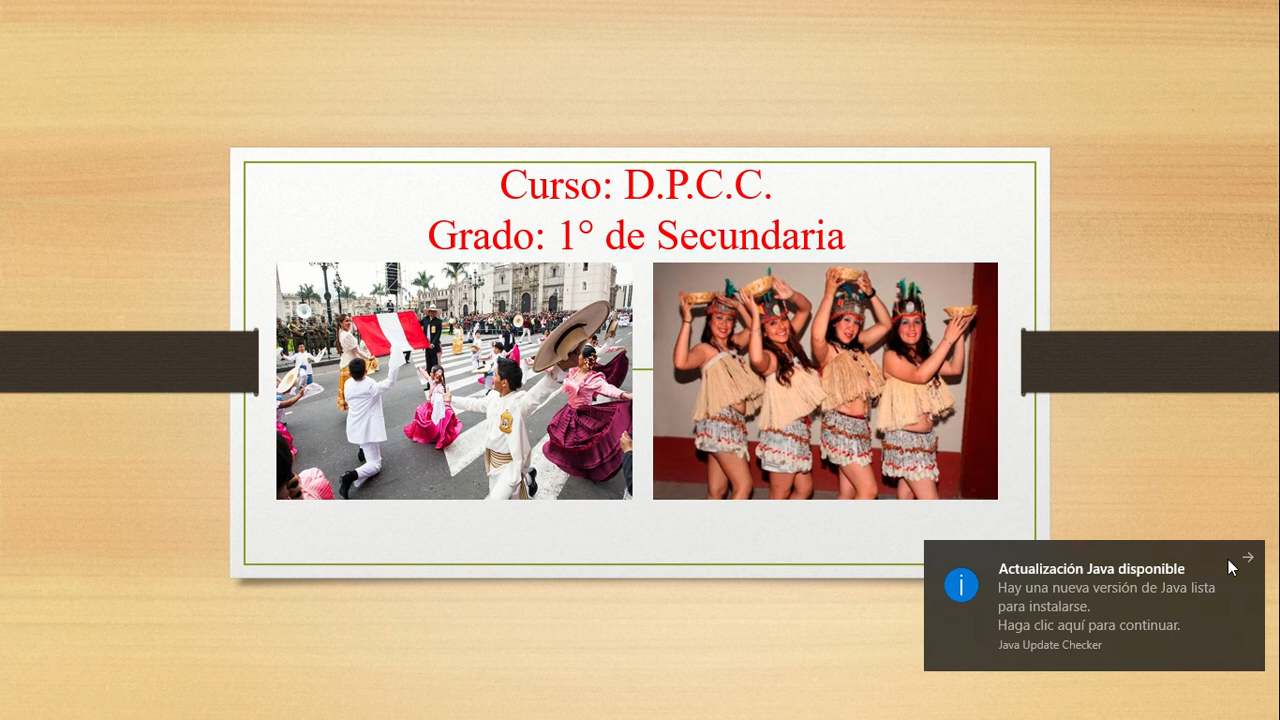 Curso: D.P.C.C.
Grado: 1° de Secundaria
Actualización Java disponible
Hay una nueva versión de Java lista
para instalarse.
Haga clic aquí para continuar.
Java Update Checker